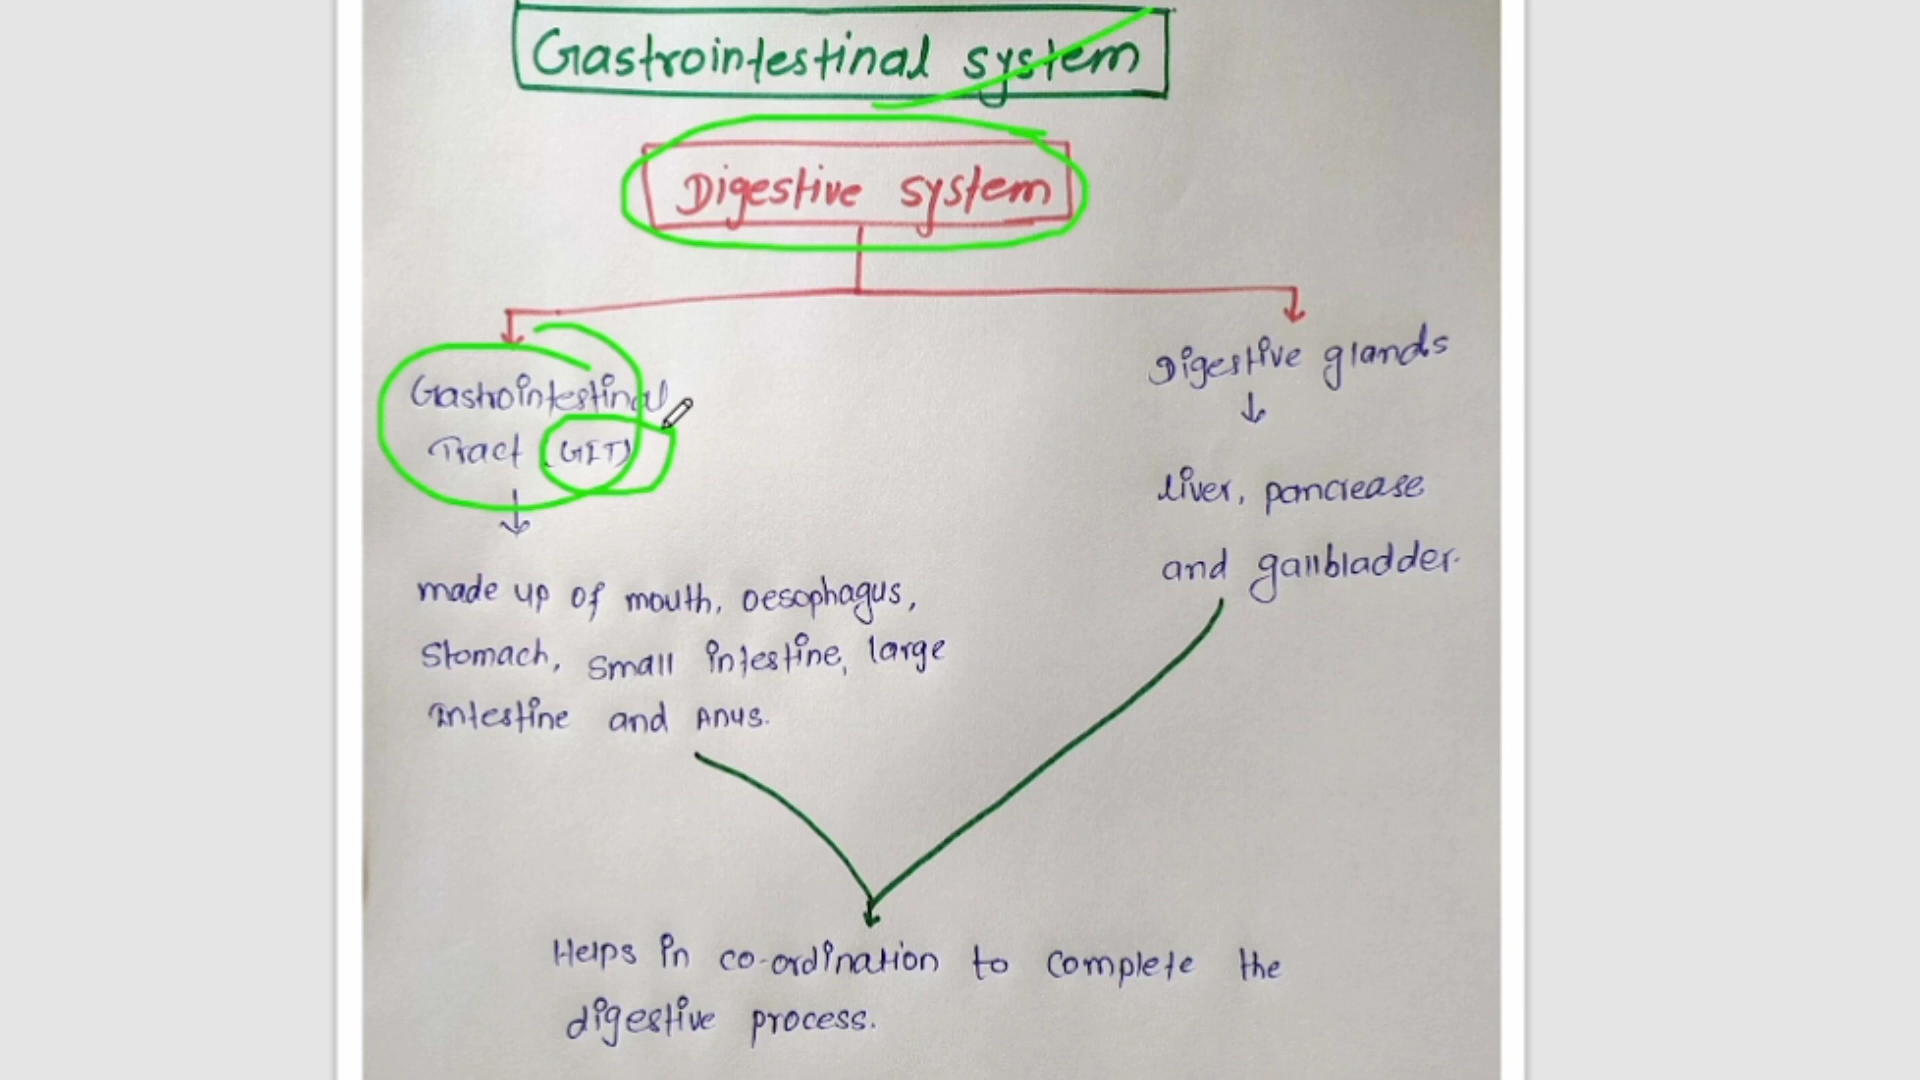 Gastrointestinal system
Digestive system
Gastrointestinal
Tract (GIT)
Digestive glands
liver, pancrease
and gallbladder.
made up of mouth, oesophagus,
Stomach, small intestine, large
intestine and Anus.
Helps in co-ordination to complete the
digestive process.